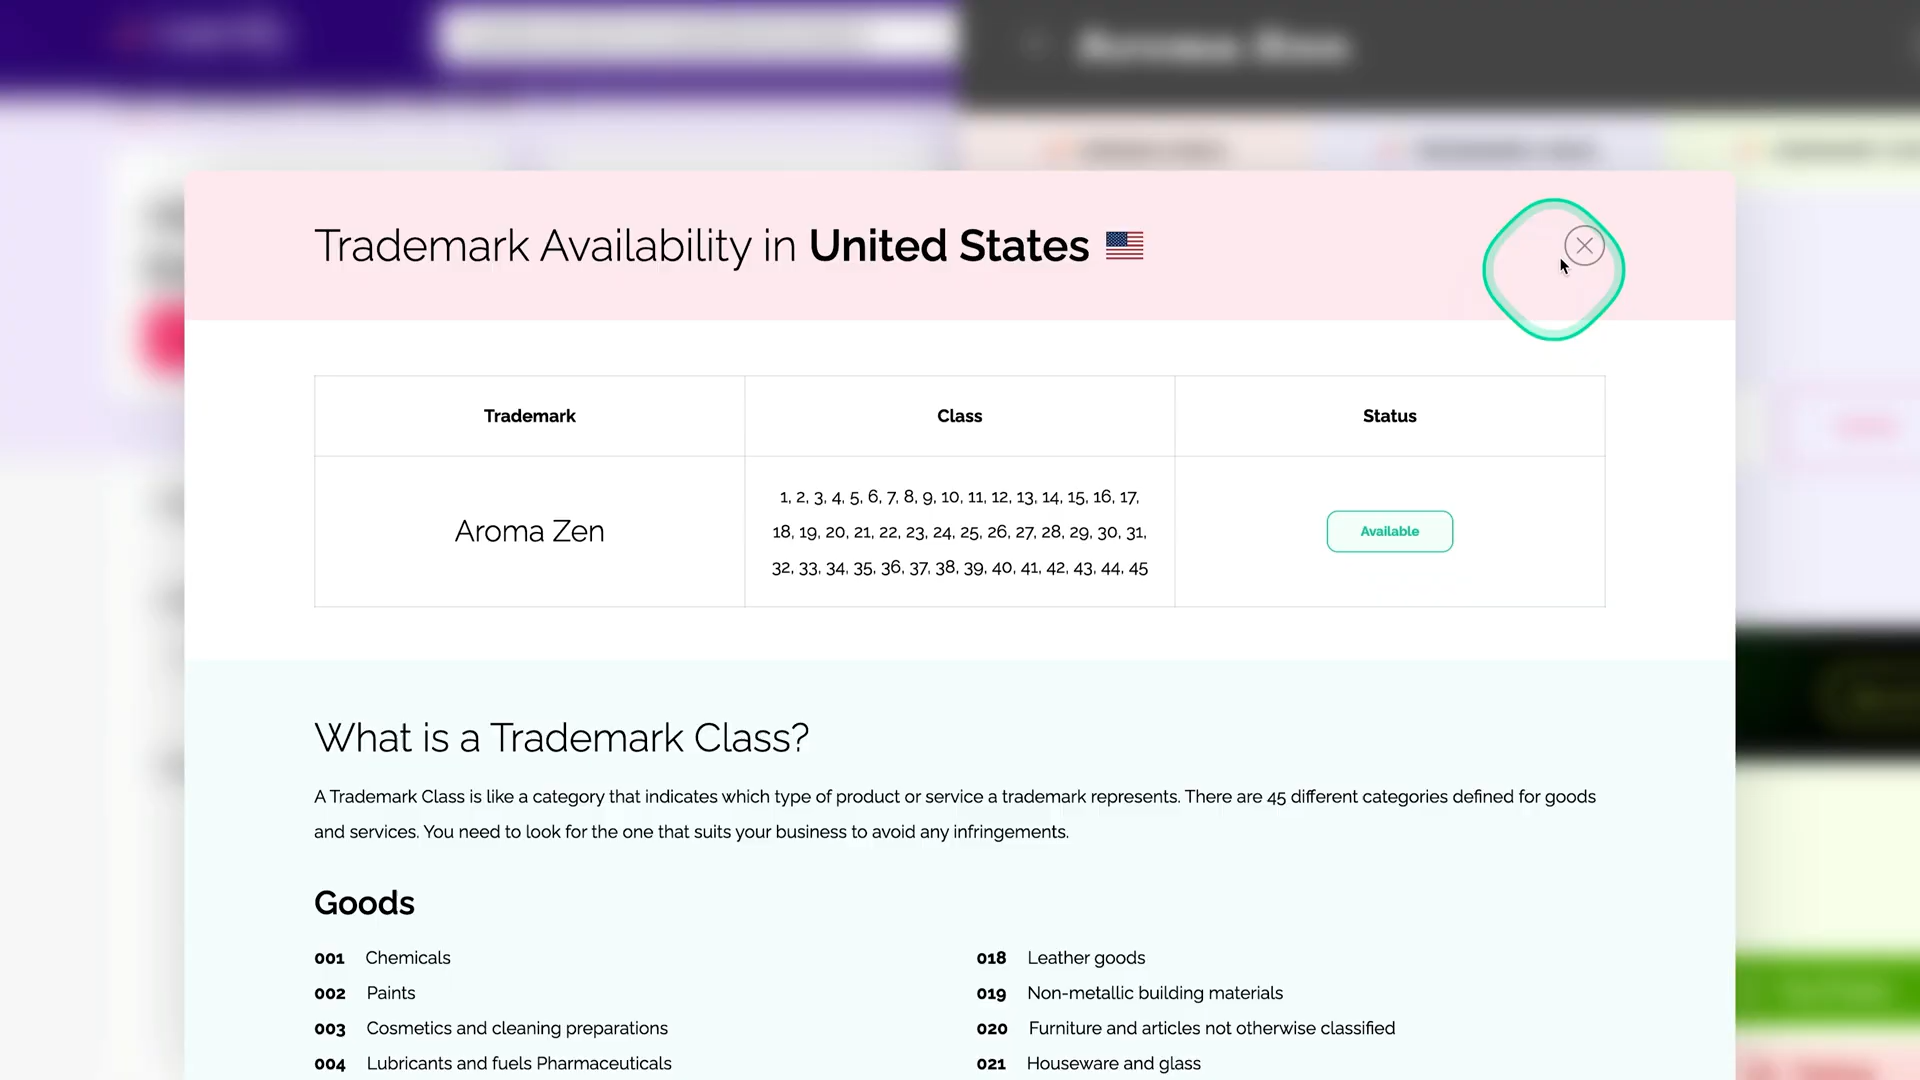 Trademark Availability in United States
Trademark
Class
Status
Aroma Zen
1, 2, 3, 4, 5, 6, 7, 8, 9, 10, 11, 12, 13, 14, 15, 16, 17,
18, 19, 20, 21, 22, 23, 24, 25, 26, 27, 28, 29, 30, 31,
32, 33, 34, 35, 36, 37, 38, 39, 40, 41, 42, 43, 44, 45
Available
What is a Trademark Class?
A Trademark Class is like a category that indicates which type of product or service a trademark represents. There are 45 different categories defined for goods
and services. You need to look for the one that suits your business to avoid any infringements.
Goods
001 Chemicals
002 Paints
003 Cosmetics and cleaning preparations
004 Lubricants and fuels Pharmaceuticals
018 Leather goods
019 Non-metallic building materials
020 Furniture and articles not otherwise classified
021 Houseware and glass